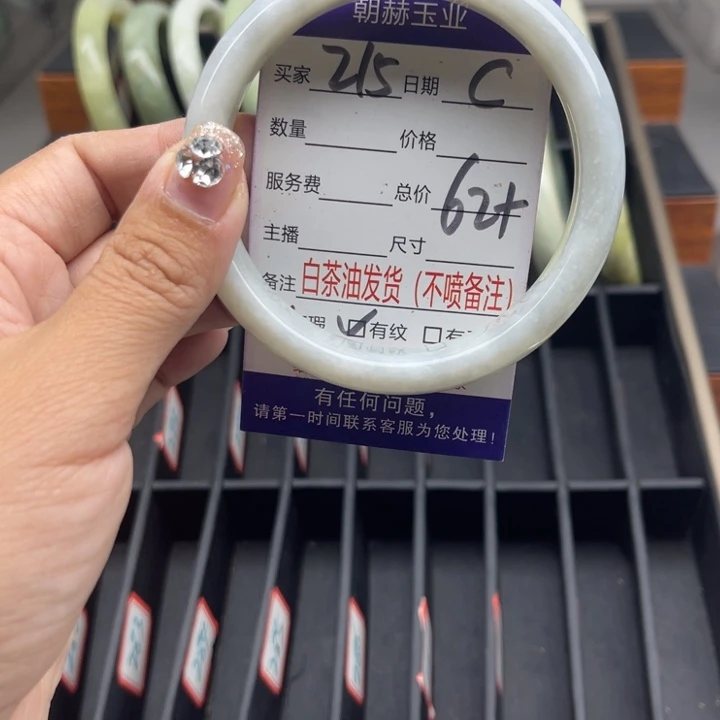 朝赫玉业
买家 215 日期 C
数量 价格
服务费 总价 62+
主播 尺寸
备注 白茶油发货（不喷备注）
瑕 ☑有纹 □有
有任何问题，
请第一时间联系客服为您处理！